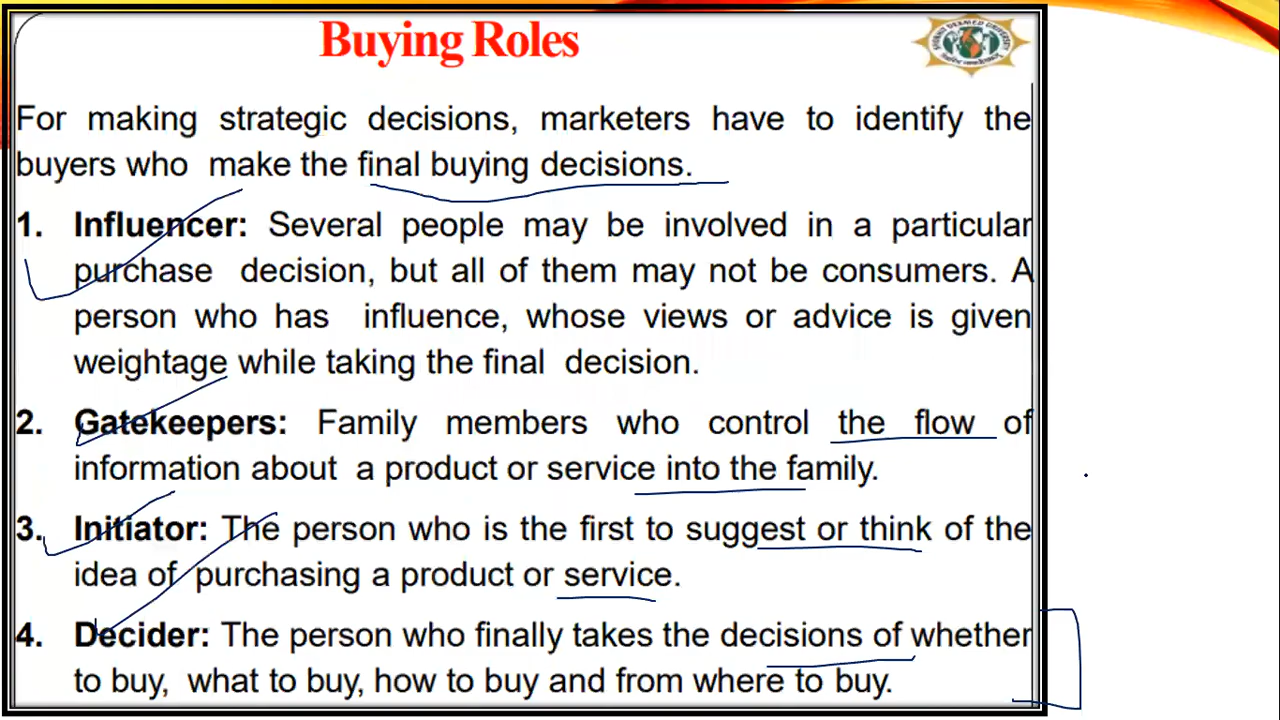 Buying Roles
For making strategic decisions, marketers have to identify the
buyers who make the final buying decisions.
1. Influencer: Several people may be involved in a particular
purchase decision, but all of them may not be consumers. A
person who has influence, whose views or advice is given
weightage while taking the final decision.
2. Gatekeepers: Family members who control the flow of
information about a product or service into the family.
3. Initiator: The person who is the first to suggest or think of the
idea of purchasing a product or service.
4. Decider: The person who finally takes the decisions of whether
to buy, what to buy, how to buy and from where to buy.